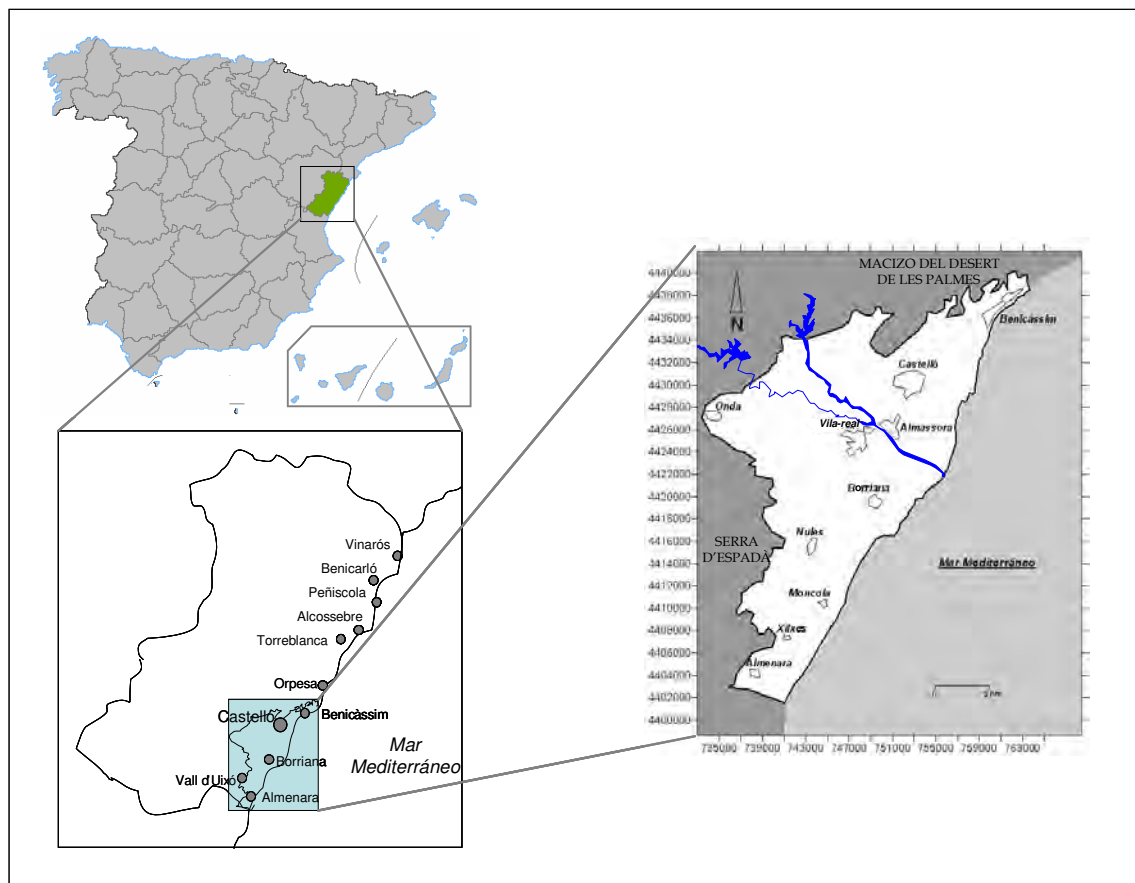 Vinarós
Benicarló
Peñiscola
Alcossebre
Torreblanca
Orpesa
Castelló
Benicàssim
Mar
Mediterráneo
Borriana
Vall d'Uixó
Almenara
MACIZO DEL DESERT
DE LES PALMES
N
Benicàssim
Castelló
Onda
Vila-real
Almassora
Borriana
Nules
SERRA
D'ESPADÀ
Mar Mediterráneo
Moncofa
Xilxes
Almenara
4440000
4438000
4436000
4434000
4432000
4430000
4428000
4426000
4424000
4422000
4420000
4418000
4416000
4414000
4412000
4410000
4408000
4406000
4404000
4402000
4400000
735000 739000 743000 747000 751000 755000 759000 763000